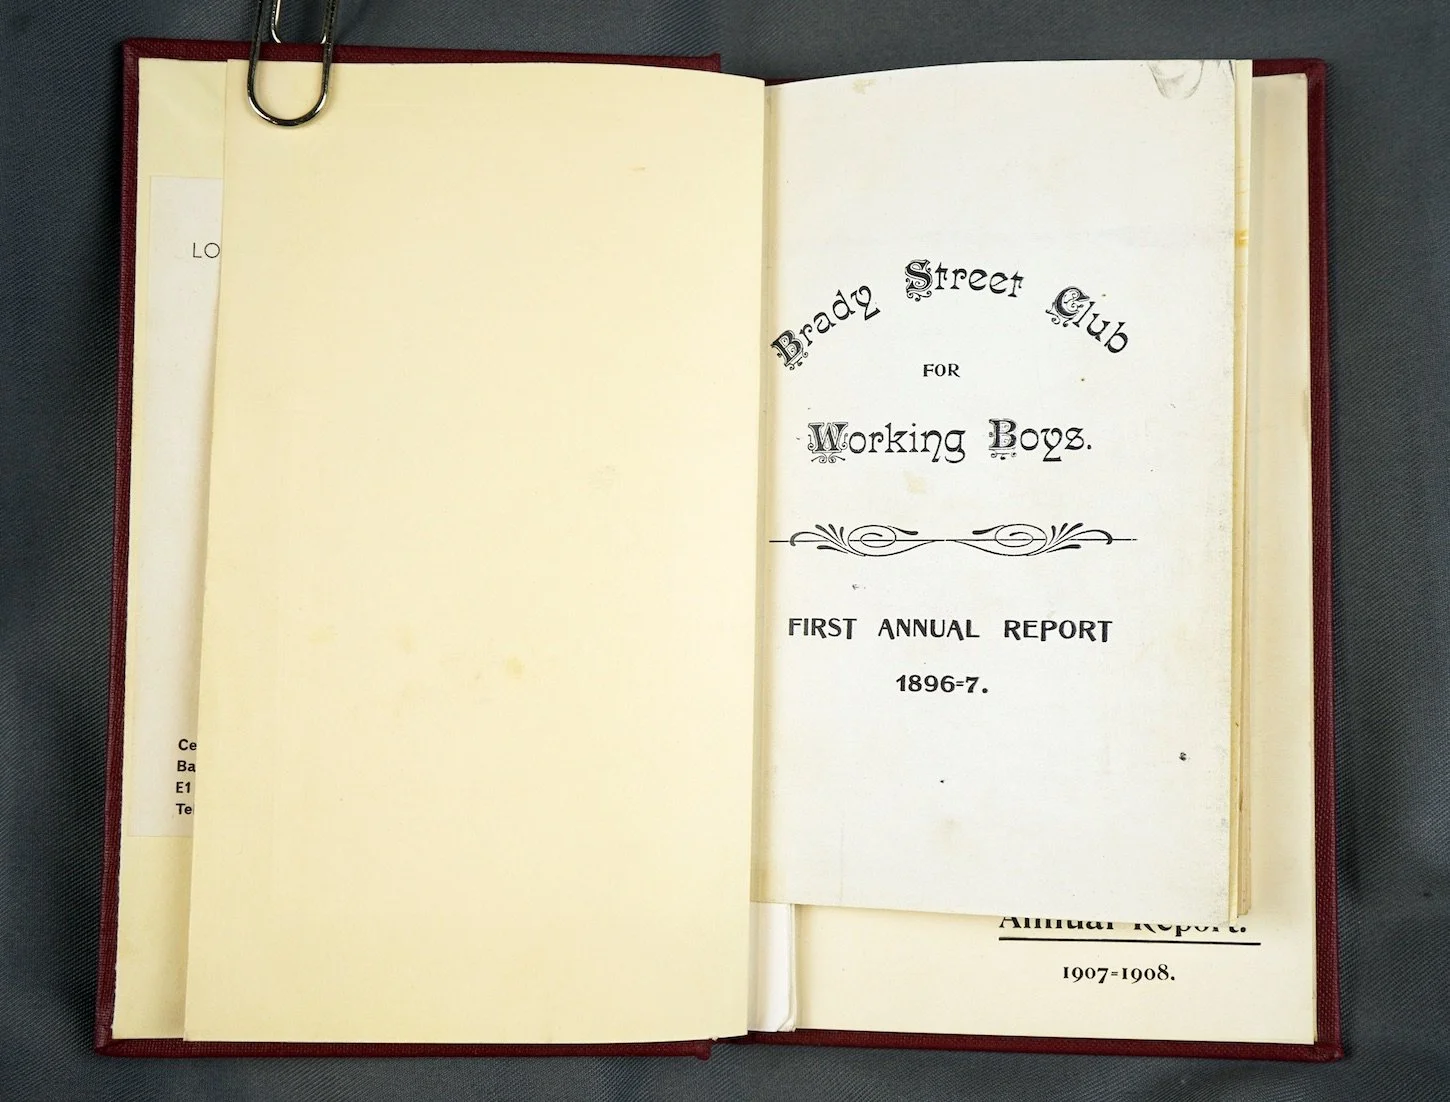 LO
Ce
Ba
E1
Te
Brady Street Club
FOR
Working Boys.
FIRST ANNUAL REPORT
1896=7.
Annual Report.
1907=1908.